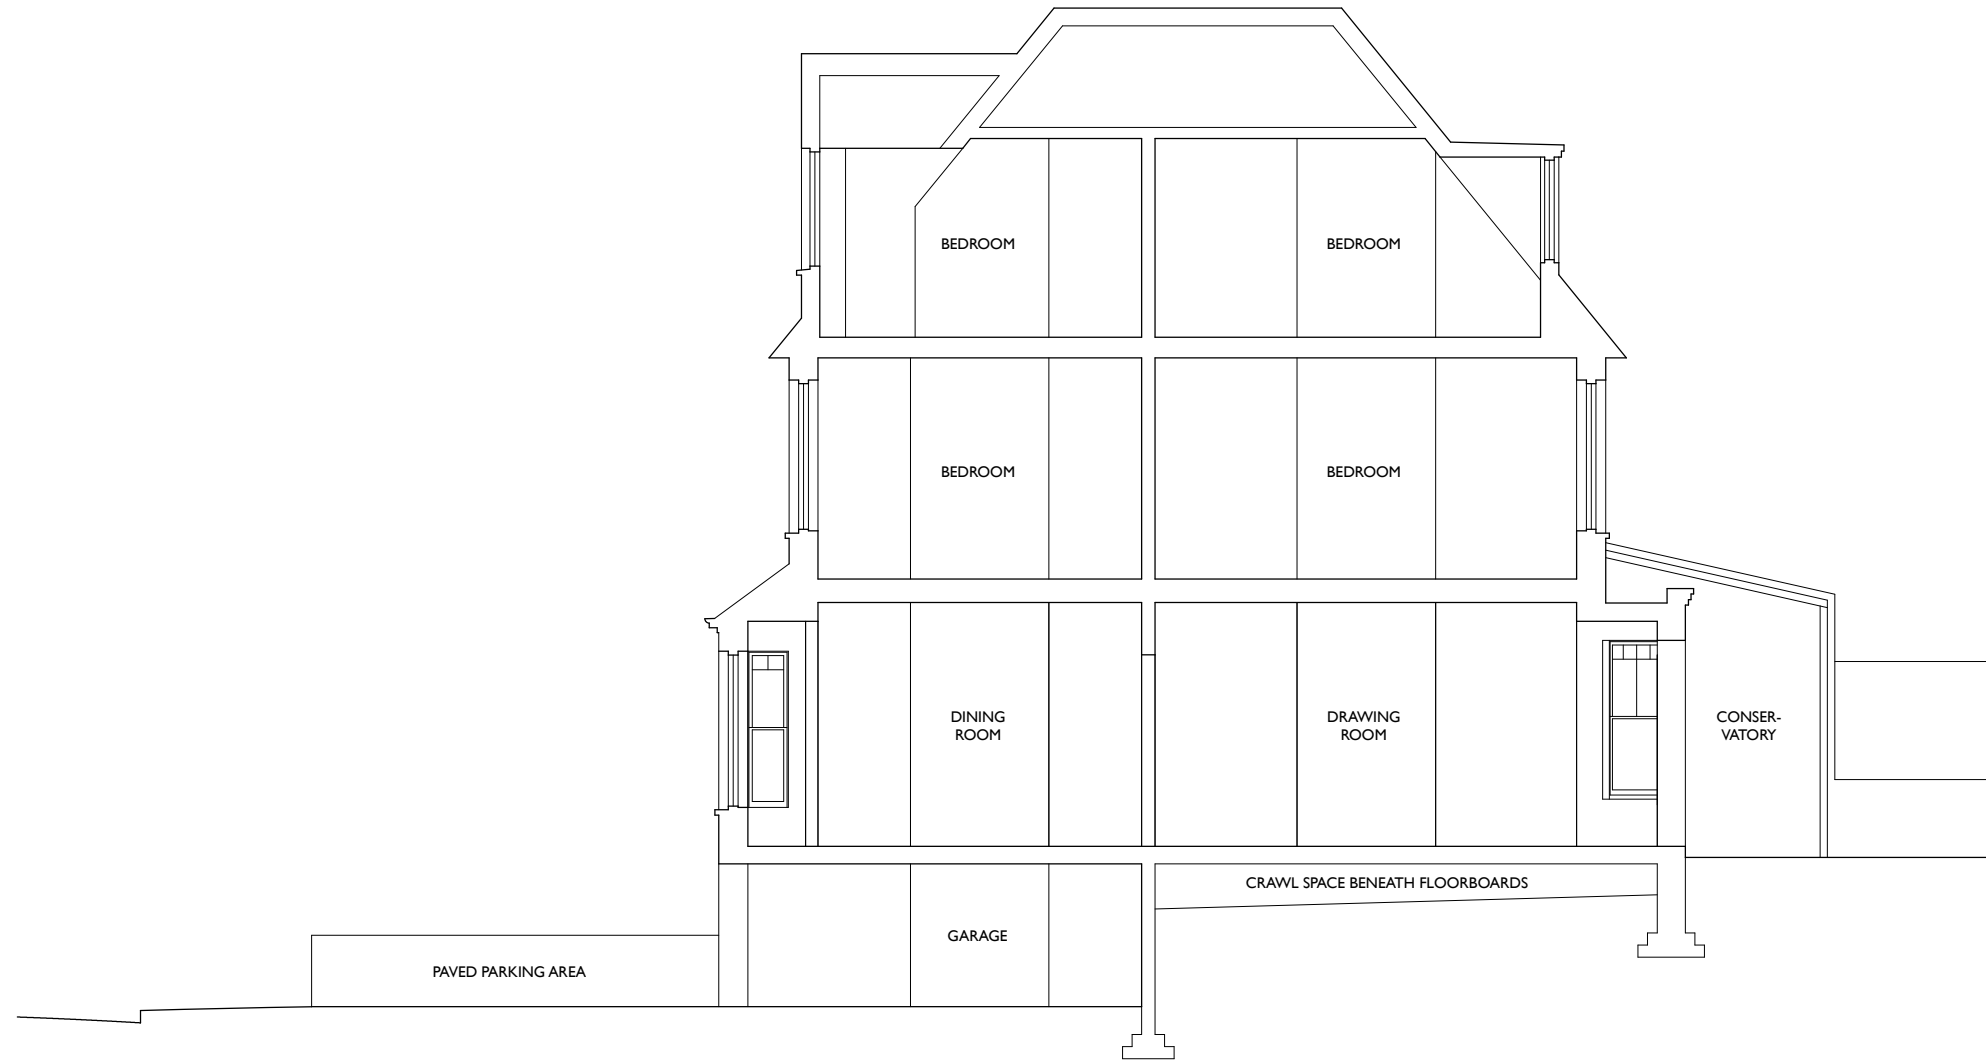 BEDROOM
BEDROOM
BEDROOM
BEDROOM
DINING
ROOM
DRAWING
ROOM
CONSER-
VATORY
CRAWL SPACE BENEATH FLOORBOARDS
GARAGE
PAVED PARKING AREA